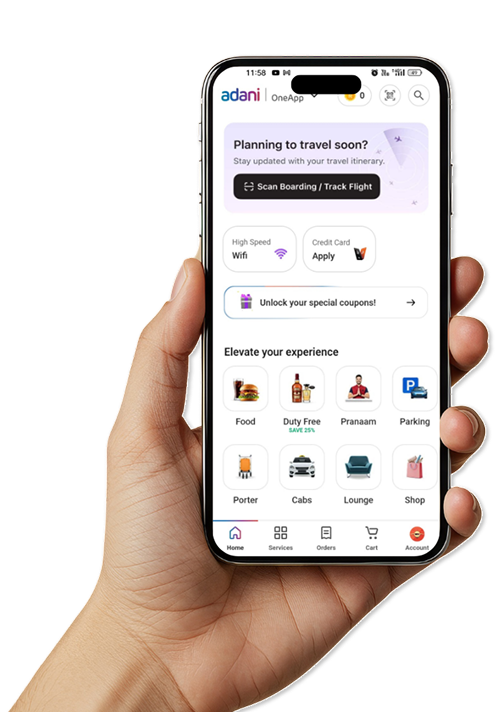 11:58
adani | OneApp
0
Planning to travel soon?
Stay updated with your travel itinerary.
Scan Boarding / Track Flight
High Speed
Wifi
Credit Card
Apply
Unlock your special coupons!
Elevate your experience
Food
Duty Free
SAVE 25%
Pranaam
Parking
Porter
Cabs
Lounge
Shop
Home
Services
Orders
Cart
Account